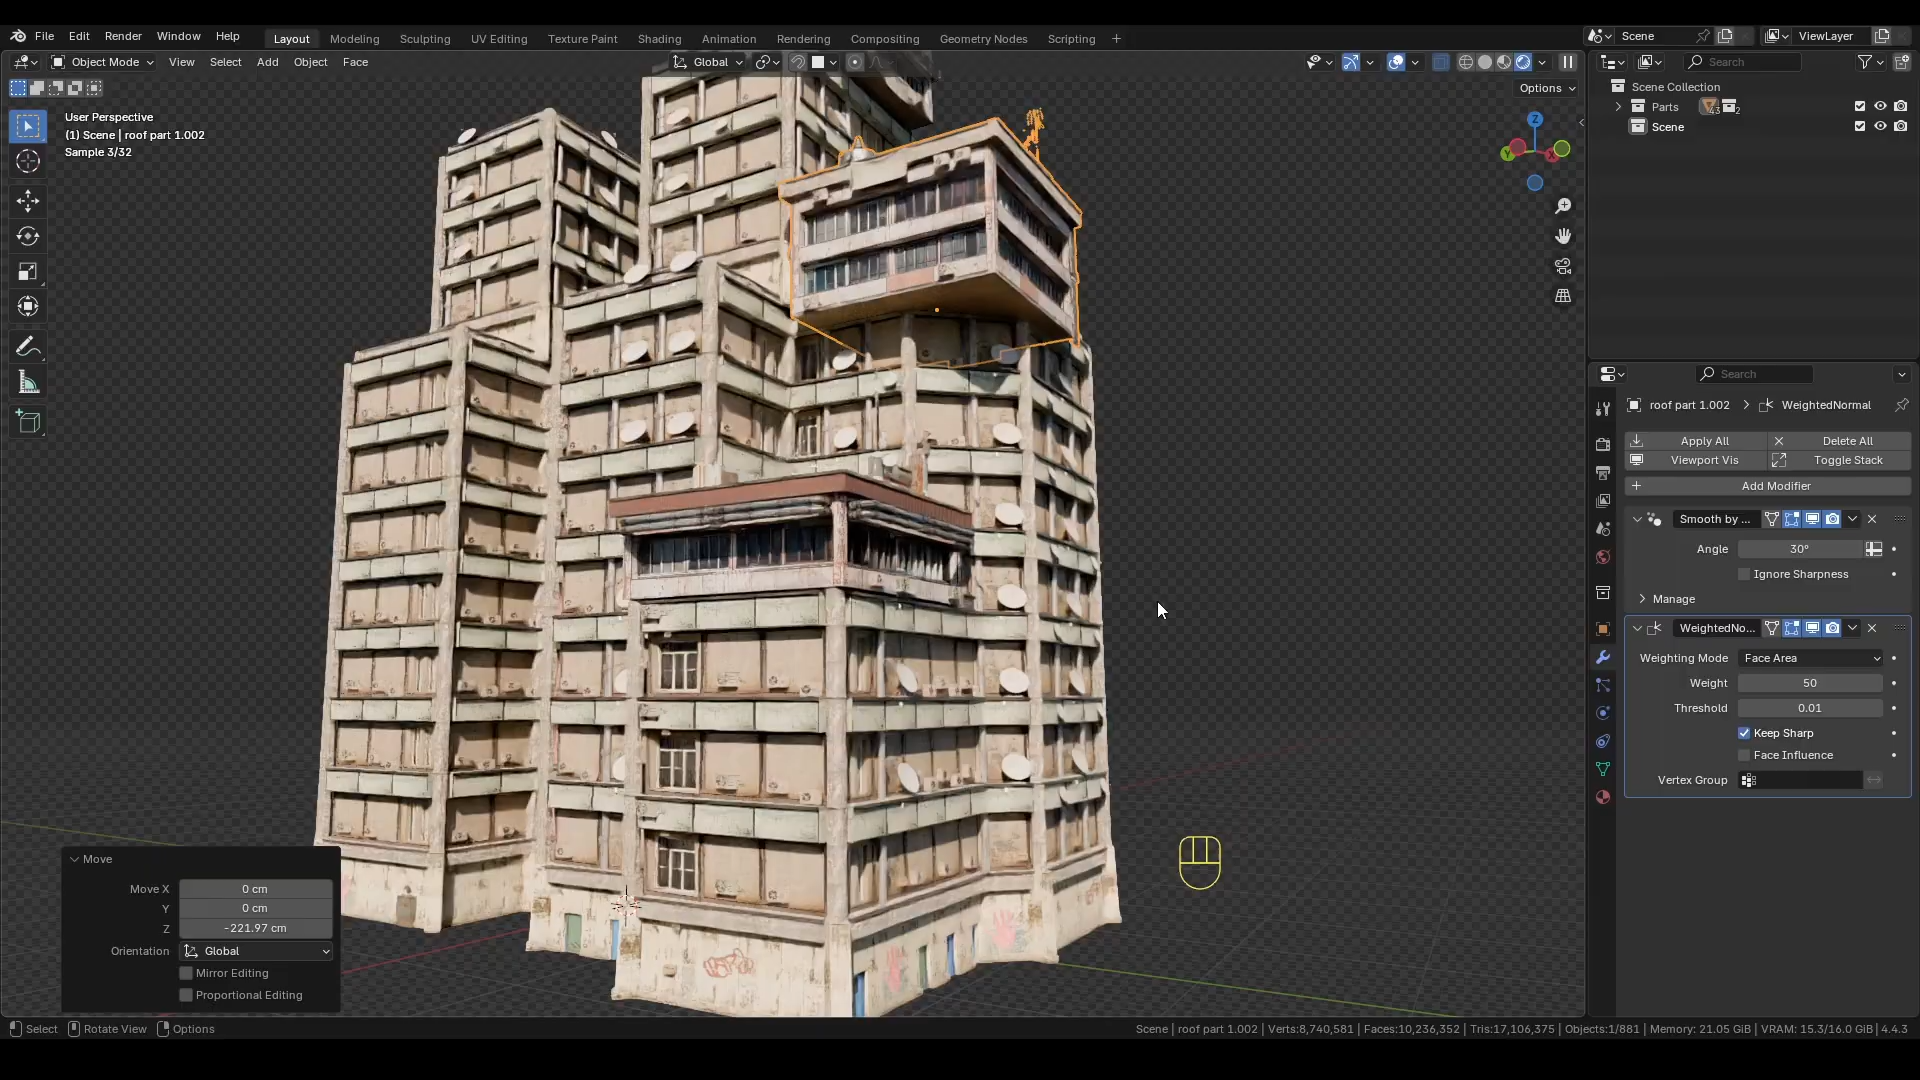 File Edit Render Window Help Layout Modeling Sculpting UV Editing Texture Paint Shading Animation Rendering Compositing Geometry Nodes Scripting + Scene ViewLayer
Object Mode View Select Add Object Face Global Search
Options
User Perspective
(1) Scene | roof part 1.002
Sample 3/32
Z
Y
X
Scene Collection
Parts 43 2
Scene
Search
roof part 1.002 > WeightedNormal
Apply All Delete All
Viewport Vis Toggle Stack
Add Modifier
Smooth by ...
Angle 30°
Ignore Sharpness
Manage
WeightedNo...
Weighting Mode Face Area
Weight 50
Threshold 0.01
Keep Sharp
Face Influence
Vertex Group
Move
Move X 0 cm
Y 0 cm
Z -221.97 cm
Orientation Global
Mirror Editing
Proportional Editing
Select Rotate View Options
Scene | roof part 1.002 | Verts:8,740,581 | Faces:10,236,352 | Tris:17,106,375 | Objects:1/881 | Memory: 21.05 GiB | VRAM: 15.3/16.0 GiB | 4.4.3